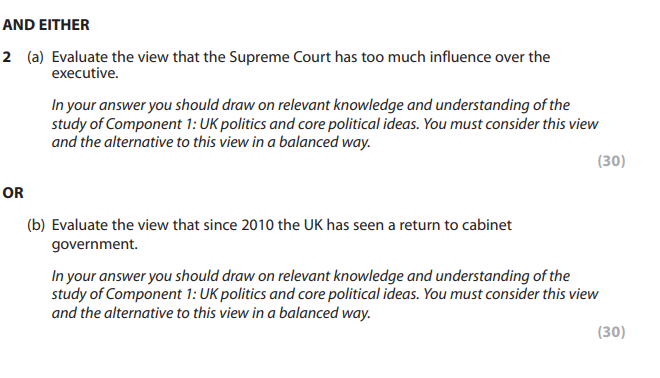 AND EITHER
2 (a) Evaluate the view that the Supreme Court has too much influence over the
executive.
In your answer you should draw on relevant knowledge and understanding of the
study of Component 1: UK politics and core political ideas. You must consider this view
and the alternative to this view in a balanced way.
(30)
OR
(b) Evaluate the view that since 2010 the UK has seen a return to cabinet
government.
In your answer you should draw on relevant knowledge and understanding of the
study of Component 1: UK politics and core political ideas. You must consider this view
and the alternative to this view in a balanced way.
(30)